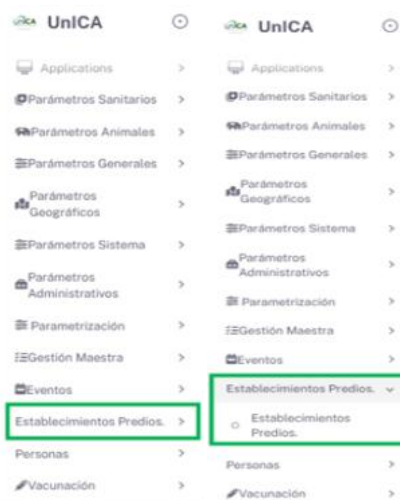 UnICA
Applications
Parámetros Sanitarios
Parámetros Animales
Parámetros Generales
Parámetros
Geográficos
Parámetros Sistema
Parámetros
Administrativos
Parametrización
Gestión Maestra
Eventos
Establecimientos Predios.
Personas
Vacunación
UnICA
Applications
Parámetros Sanitarios
Parámetros Animales
Parámetros Generales
Parámetros
Geográficos
Parámetros Sistema
Parámetros
Administrativos
Parametrización
Gestión Maestra
Eventos
Establecimientos Predios.
Establecimientos
Predios.
Personas
Vacunación